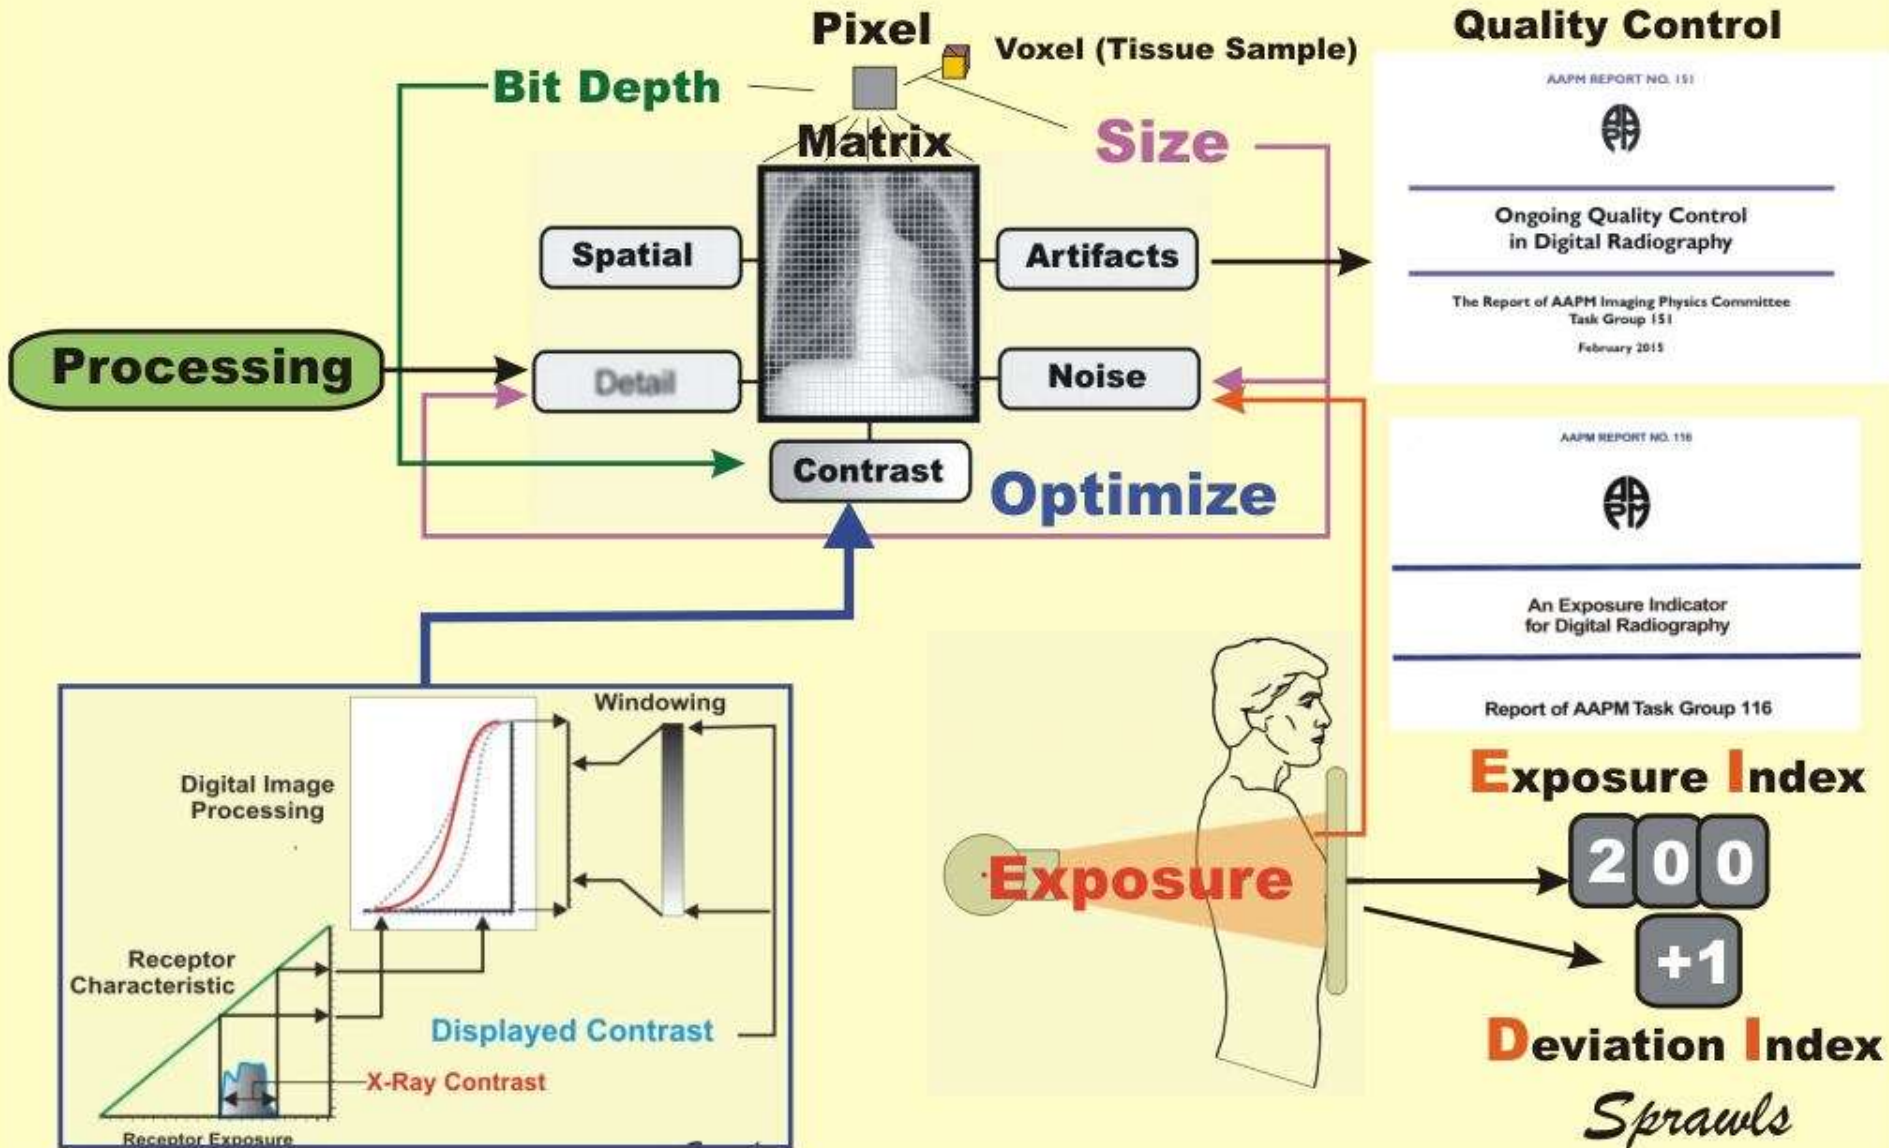 Pixel
Voxel (Tissue Sample)
Quality Control
Bit Depth
Matrix
Size
Spatial
Artifacts
Processing
Detail
Noise
Contrast
Optimize
AAPM REPORT NO. 151
AAPM
Ongoing Quality Control
in Digital Radiography
The Report of AAPM Imaging Physics Committee
Task Group 151
February 2015
AAPM REPORT NO. 116
AAPM
An Exposure Indicator
for Digital Radiography
Report of AAPM Task Group 116
Windowing
Digital Image
Processing
Receptor
Characteristic
Displayed Contrast
X-Ray Contrast
Receptor Exposure
Exposure
Exposure Index
200
+1
Deviation Index
Sprawls